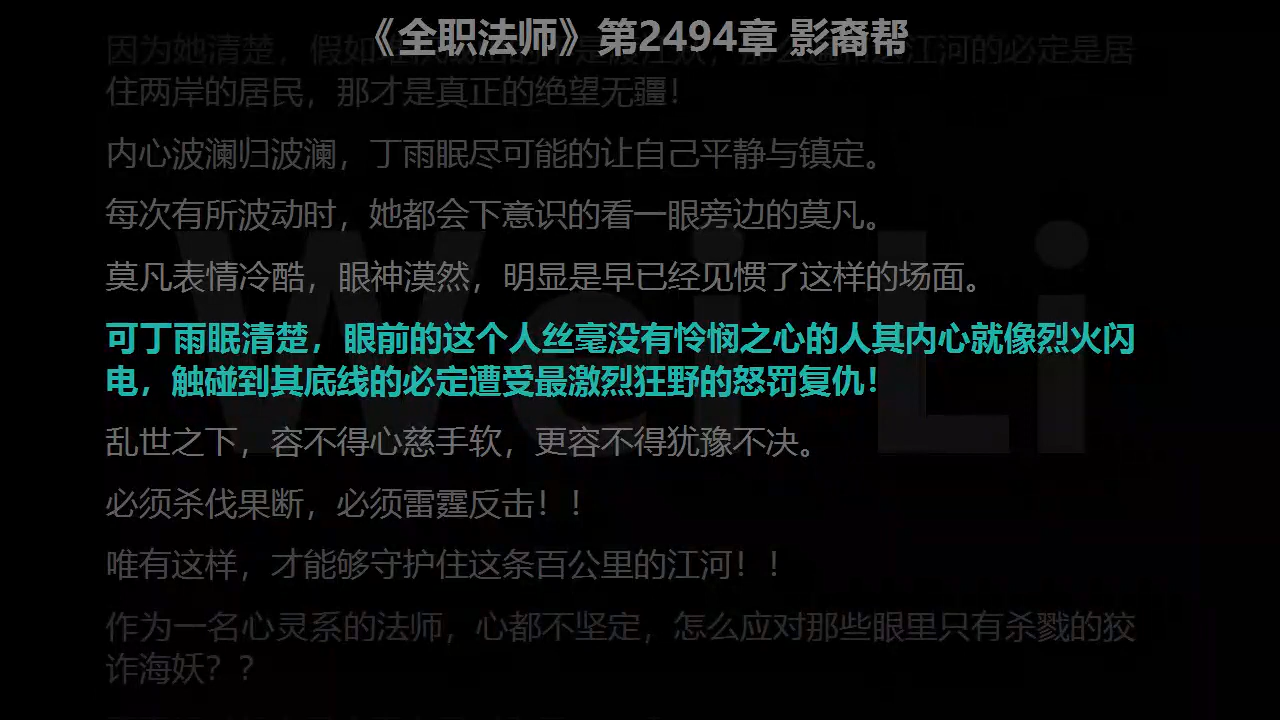 《全职法师》第2494章 影裔帮
因为她清楚，假如
江河的必定是居
住两岸的居民，那才是真正的绝望无疆！
内心波澜归波澜，丁雨眠尽可能的让自己平静与镇定。
每次有所波动时，她都会下意识的看一眼旁边的莫凡。
莫凡表情冷酷，眼神漠然，明显是早已经见惯了这样的场面。
可丁雨眠清楚，眼前的这个人丝毫没有怜悯之心的人其内心就像烈火闪
电，触碰到其底线的必定遭受最激烈狂野的怒罚复仇！
乱世之下，容不得心慈手软，更容不得犹豫不决。
必须杀伐果断，必须雷霆反击！！
唯有这样，才能够守护住这条百公里的江河！！
作为一名心灵系的法师，心都不坚定，怎么应对那些眼里只有杀戮的狡
诈海妖？？
Wei Li